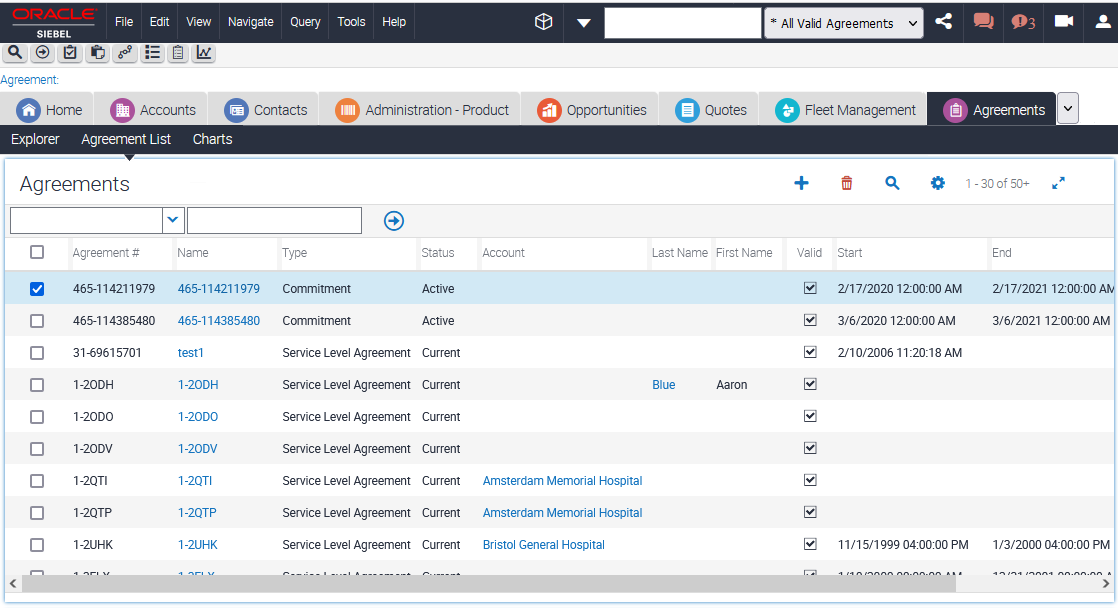 ORACLE
SIEBEL
File Edit View Navigate Query Tools Help
* All Valid Agreements
3
Agreement:
Home Accounts Contacts Administration - Product Opportunities Quotes Fleet Management Agreements
Explorer Agreement List Charts
Agreements
1 - 30 of 50+
Agreement # Name Type Status Account Last Name First Name Valid Start End
465-114211979 465-114211979 Commitment Active 2/17/2020 12:00:00 AM 2/17/2021 12:00:00 AM
465-114385480 465-114385480 Commitment Active 3/6/2020 12:00:00 AM 3/6/2021 12:00:00 AM
31-69615701 test1 Service Level Agreement Current 2/10/2006 11:20:18 AM
1-2ODH 1-2ODH Service Level Agreement Current Blue Aaron
1-2ODO 1-2ODO Service Level Agreement Current
1-2ODV 1-2ODV Service Level Agreement Current
1-2QTI 1-2QTI Service Level Agreement Current Amsterdam Memorial Hospital
1-2QTP 1-2QTP Service Level Agreement Current Amsterdam Memorial Hospital
1-2UHK 1-2UHK Service Level Agreement Current Bristol General Hospital 11/15/1999 04:00:00 PM 1/3/2000 04:00:00 PM
Service Level Agreement Current